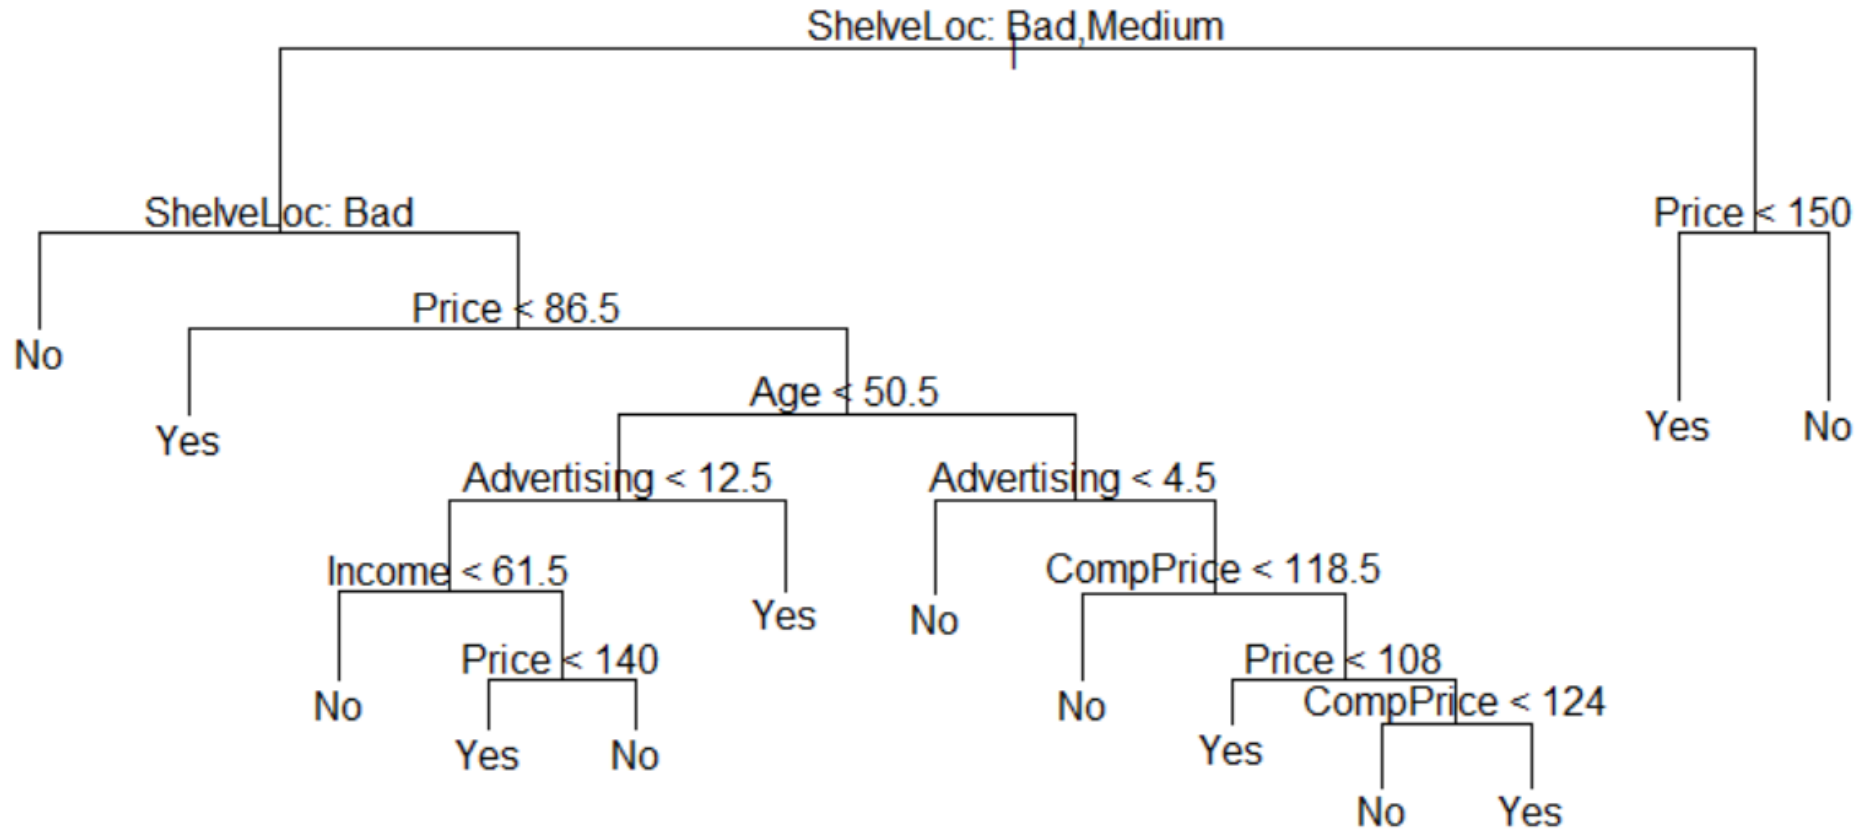 ShelveLoc: Bad,Medium
ShelveLoc: Bad
Price < 150
Price < 86.5
No
Age < 50.5
Yes
Yes
No
Advertising < 12.5
Advertising < 4.5
Income < 61.5
CompPrice < 118.5
Yes
No
Price < 140
Price < 108
No
No
CompPrice < 124
Yes
No
Yes
No
Yes